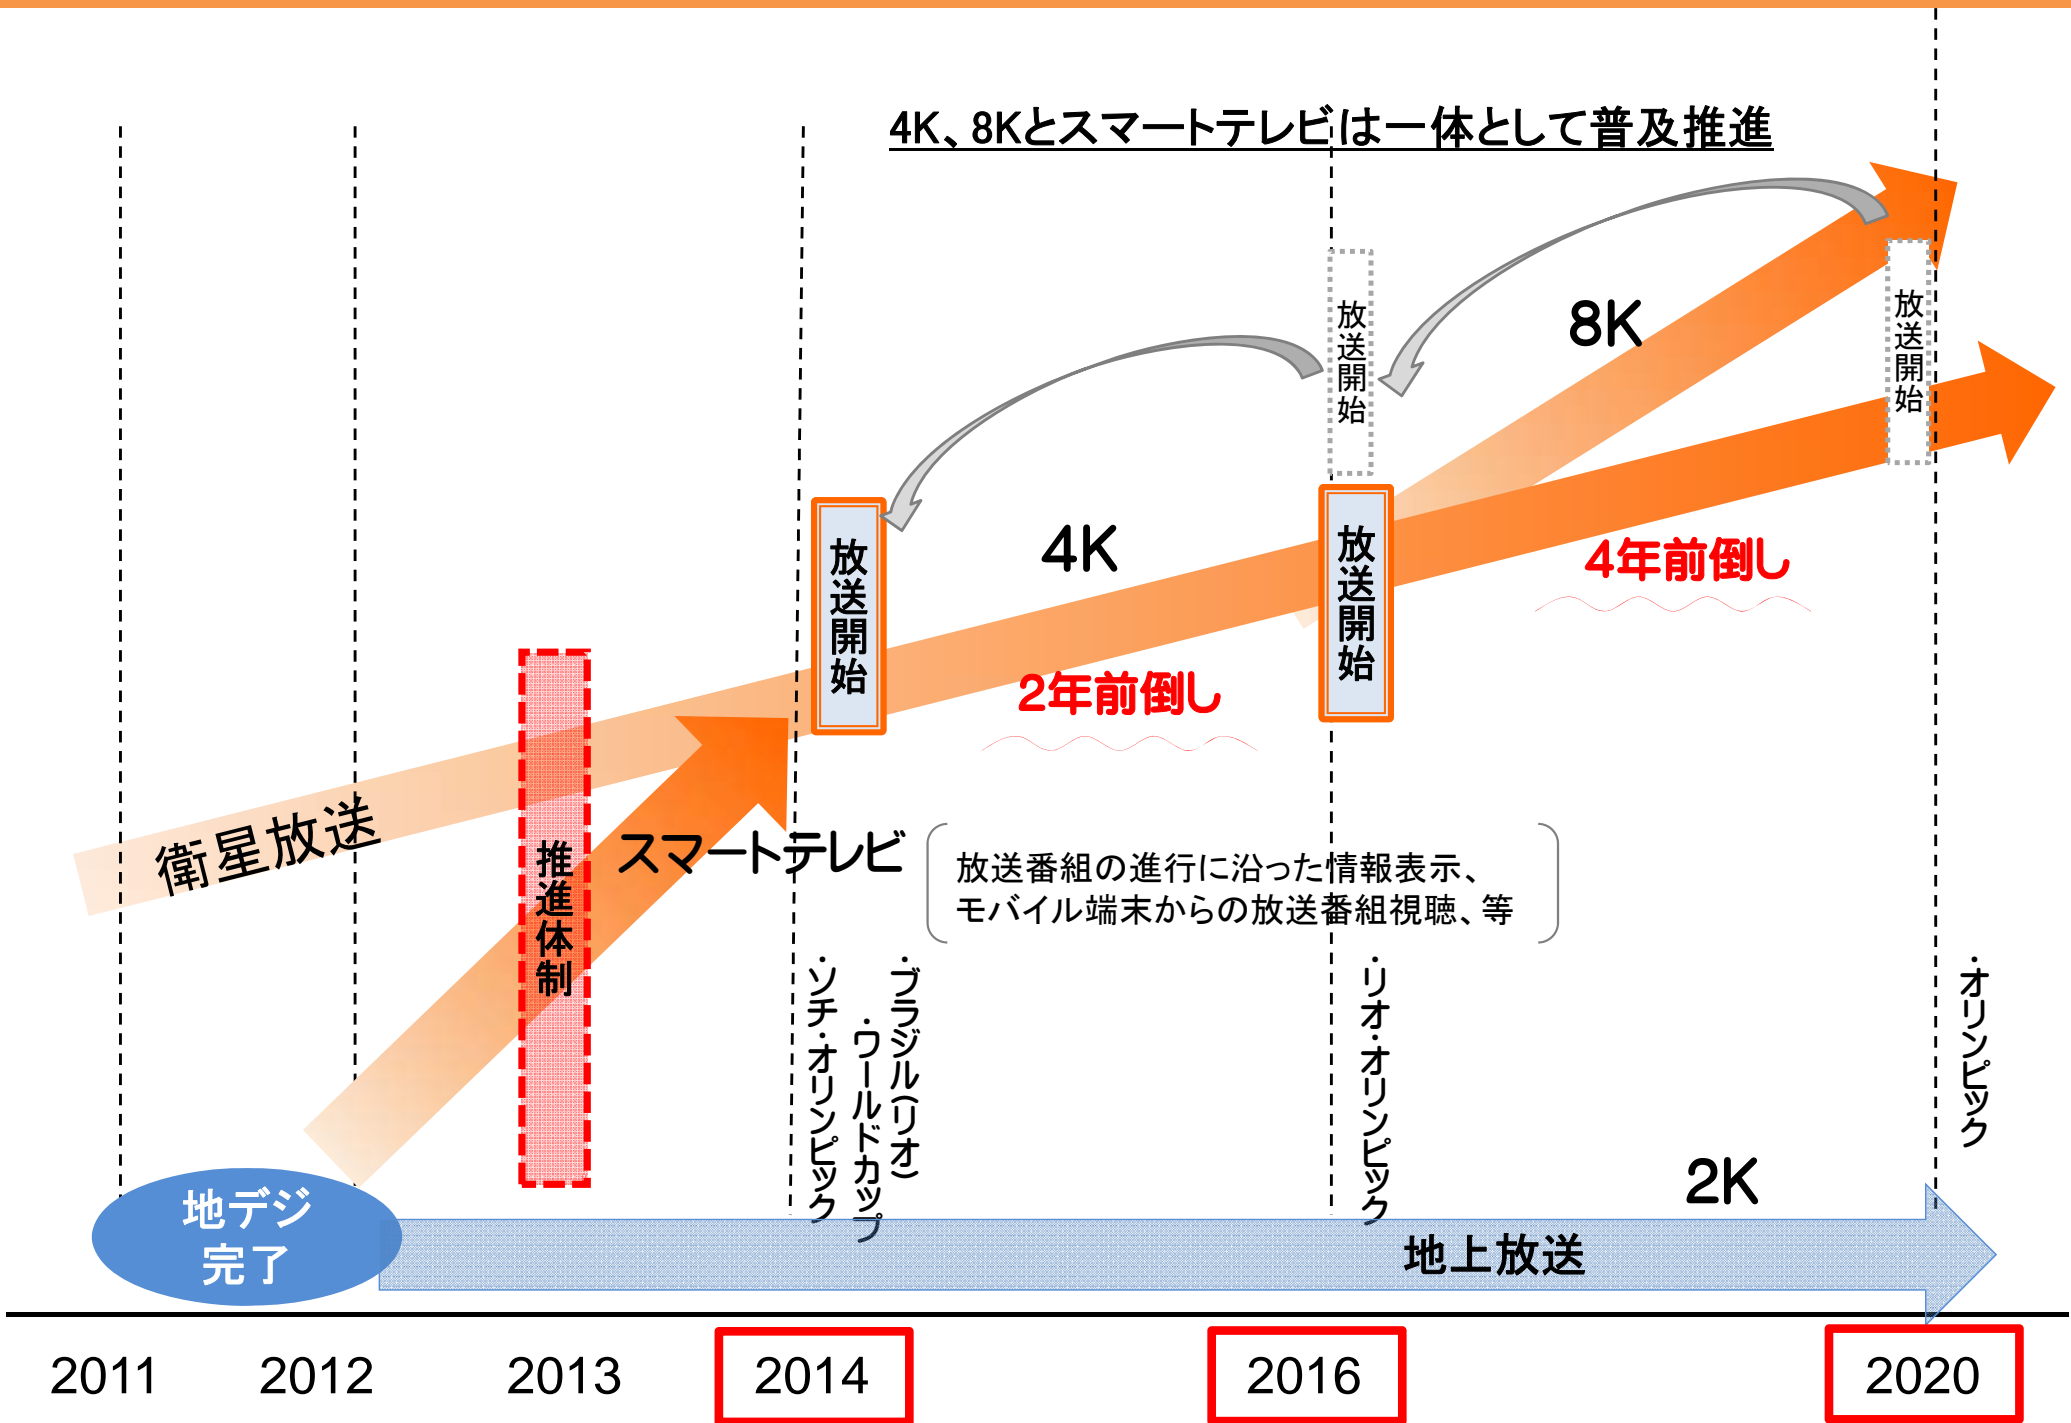 4K、8Kとスマートテレビは一体として普及推進
放送開始
放送開始
8K
4K
放送開始
放送開始
4年前倒し
2年前倒し
衛星放送
推進体制
スマートテレビ
放送番組の進行に沿った情報表示、
モバイル端末からの放送番組視聴、等
・ブラジル(リオ)
・ワールドカップ
・ソチ・オリンピック
・リオ・オリンピック
・オリンピック
2K
地デジ
完了
地上放送
2011
2012
2013
2014
2016
2020